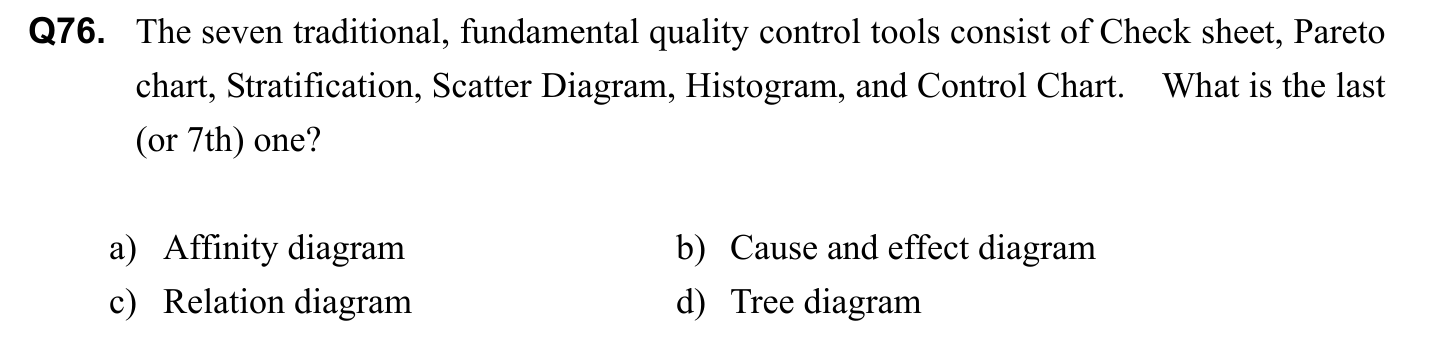 Q76. The seven traditional, fundamental quality control tools consist of Check sheet, Pareto
chart, Stratification, Scatter Diagram, Histogram, and Control Chart. What is the last
(or 7th) one?
a) Affinity diagram b) Cause and effect diagram
c) Relation diagram d) Tree diagram